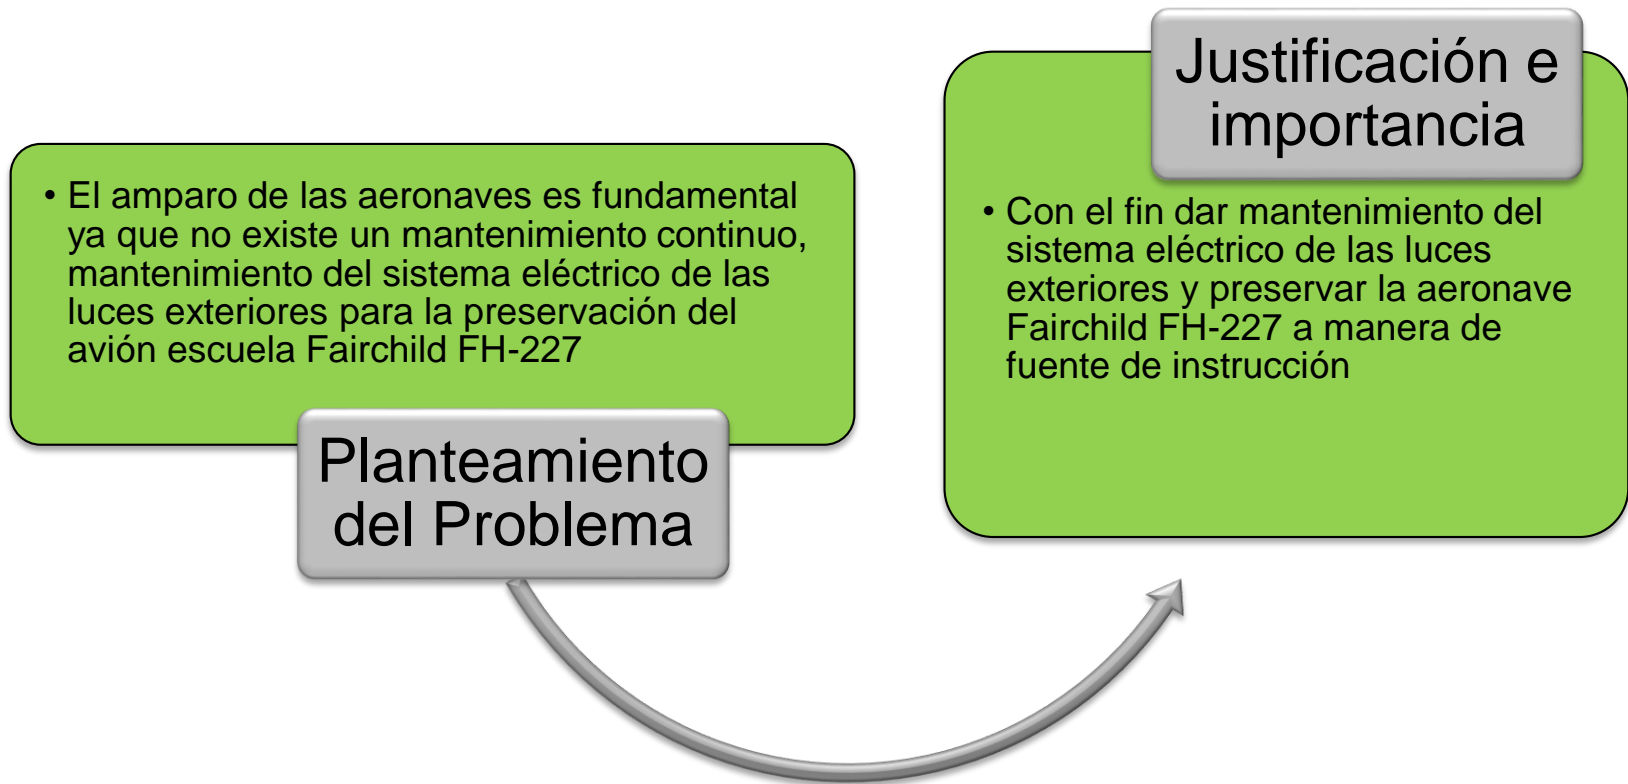 • El amparo de las aeronaves es fundamental
ya que no existe un mantenimiento continuo,
mantenimiento del sistema eléctrico de las
luces exteriores para la preservación del
avión escuela Fairchild FH-227
Planteamiento
del Problema
Justificación e
importancia
• Con el fin dar mantenimiento del
sistema eléctrico de las luces
exteriores y preservar la aeronave
Fairchild FH-227 a manera de
fuente de instrucción